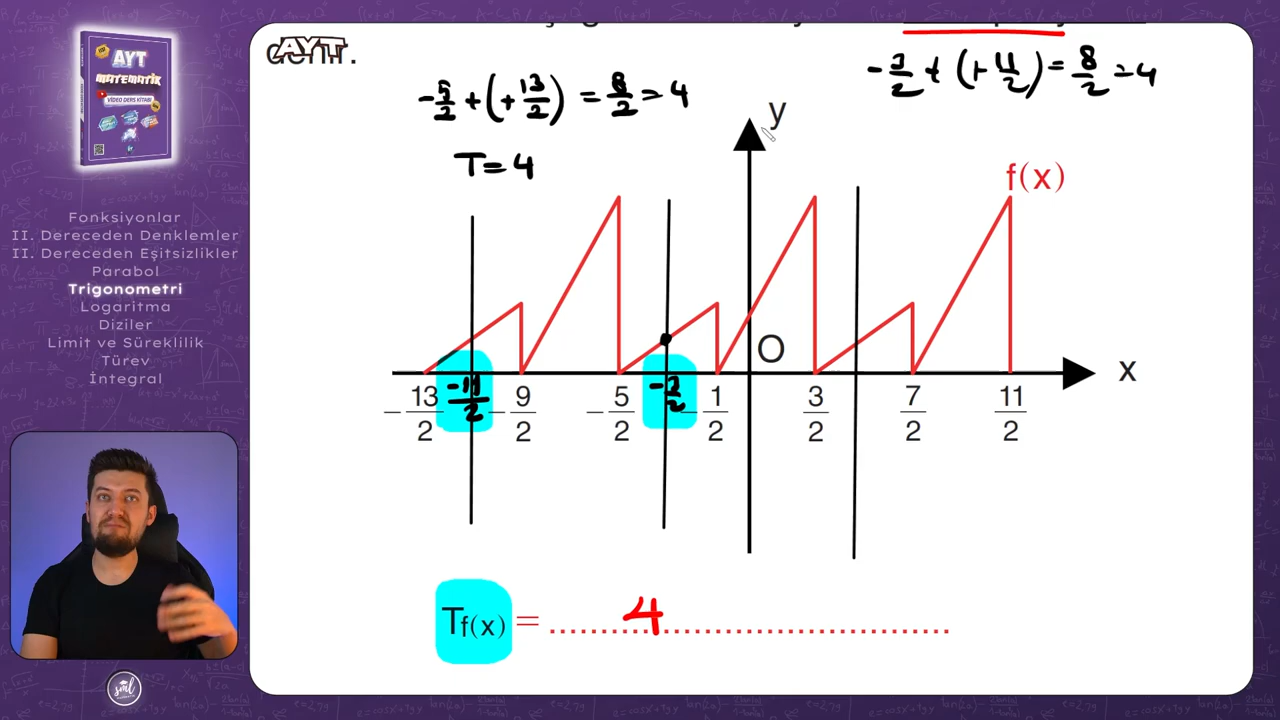 AYT
MATEMATİK
VİDEO DERS KİTABI
Fonksiyonlar
II. Dereceden Denklemler
II. Dereceden Eşitsizlikler
Parabol
Trigonometri
Logaritma
Diziler
Limit ve Süreklilik
Türev
İntegral
sml
AYT
-5/2 + (+13/2) = 8/2 = 4
T=4
-3/2 + (+11/2) = 8/2 = 4
y
f(x)
O
x
-13/2 -11/2 -9/2 -5/2 -3/2 -1/2 3/2 7/2 11/2
Tf(x) = ......4..............................